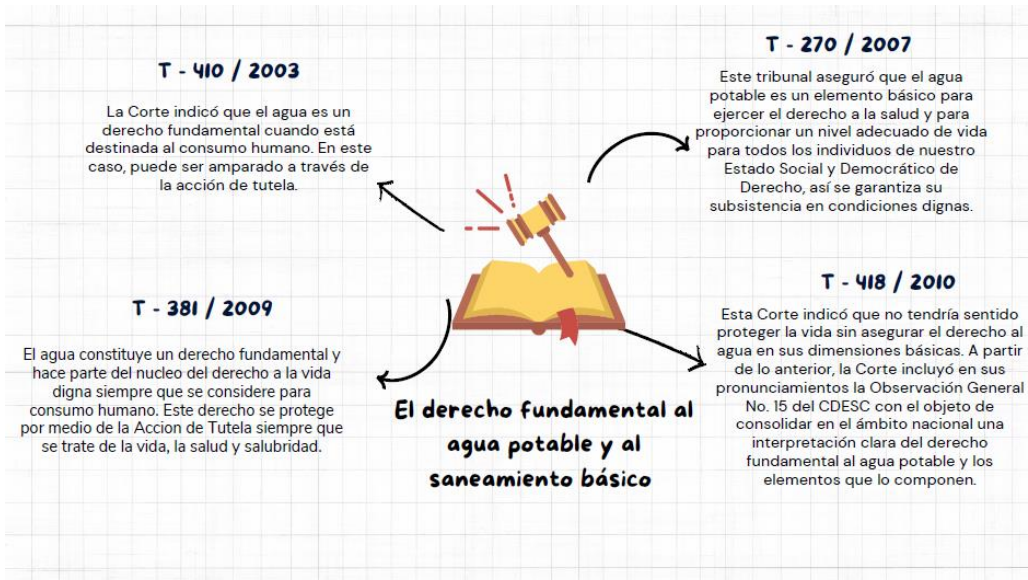 T - 410 / 2003
La Corte indicó que el agua es un
derecho fundamental cuando está
destinada al consumo humano. En este
caso, puede ser amparado a través de
la acción de tutela.
T - 270 / 2007
Este tribunal aseguró que el agua
potable es un elemento básico para
ejercer el derecho a la salud y para
proporcionar un nivel adecuado de vida
para todos los individuos de nuestro
Estado Social y Democrático de
Derecho, así se garantiza su
subsistencia en condiciones dignas.
T - 381 / 2009
El agua constituye un derecho fundamental y
hace parte del nucleo del derecho a la vida
digna siempre que se considere para
consumo humano. Este derecho se protege
por medio de la Accion de Tutela siempre que
se trate de la vida, la salud y salubridad.
T - 418 / 2010
Esta Corte indicó que no tendría sentido
proteger la vida sin asegurar el derecho al
agua en sus dimensiones básicas. A partir
de lo anterior, la Corte incluyó en sus
pronunciamientos la Observación General
No. 15 del CDESC con el objeto de
consolidar en el ámbito nacional una
interpretación clara del derecho
fundamental al agua potable y los
elementos que lo componen.
El derecho fundamental al
agua potable y al
saneamiento básico